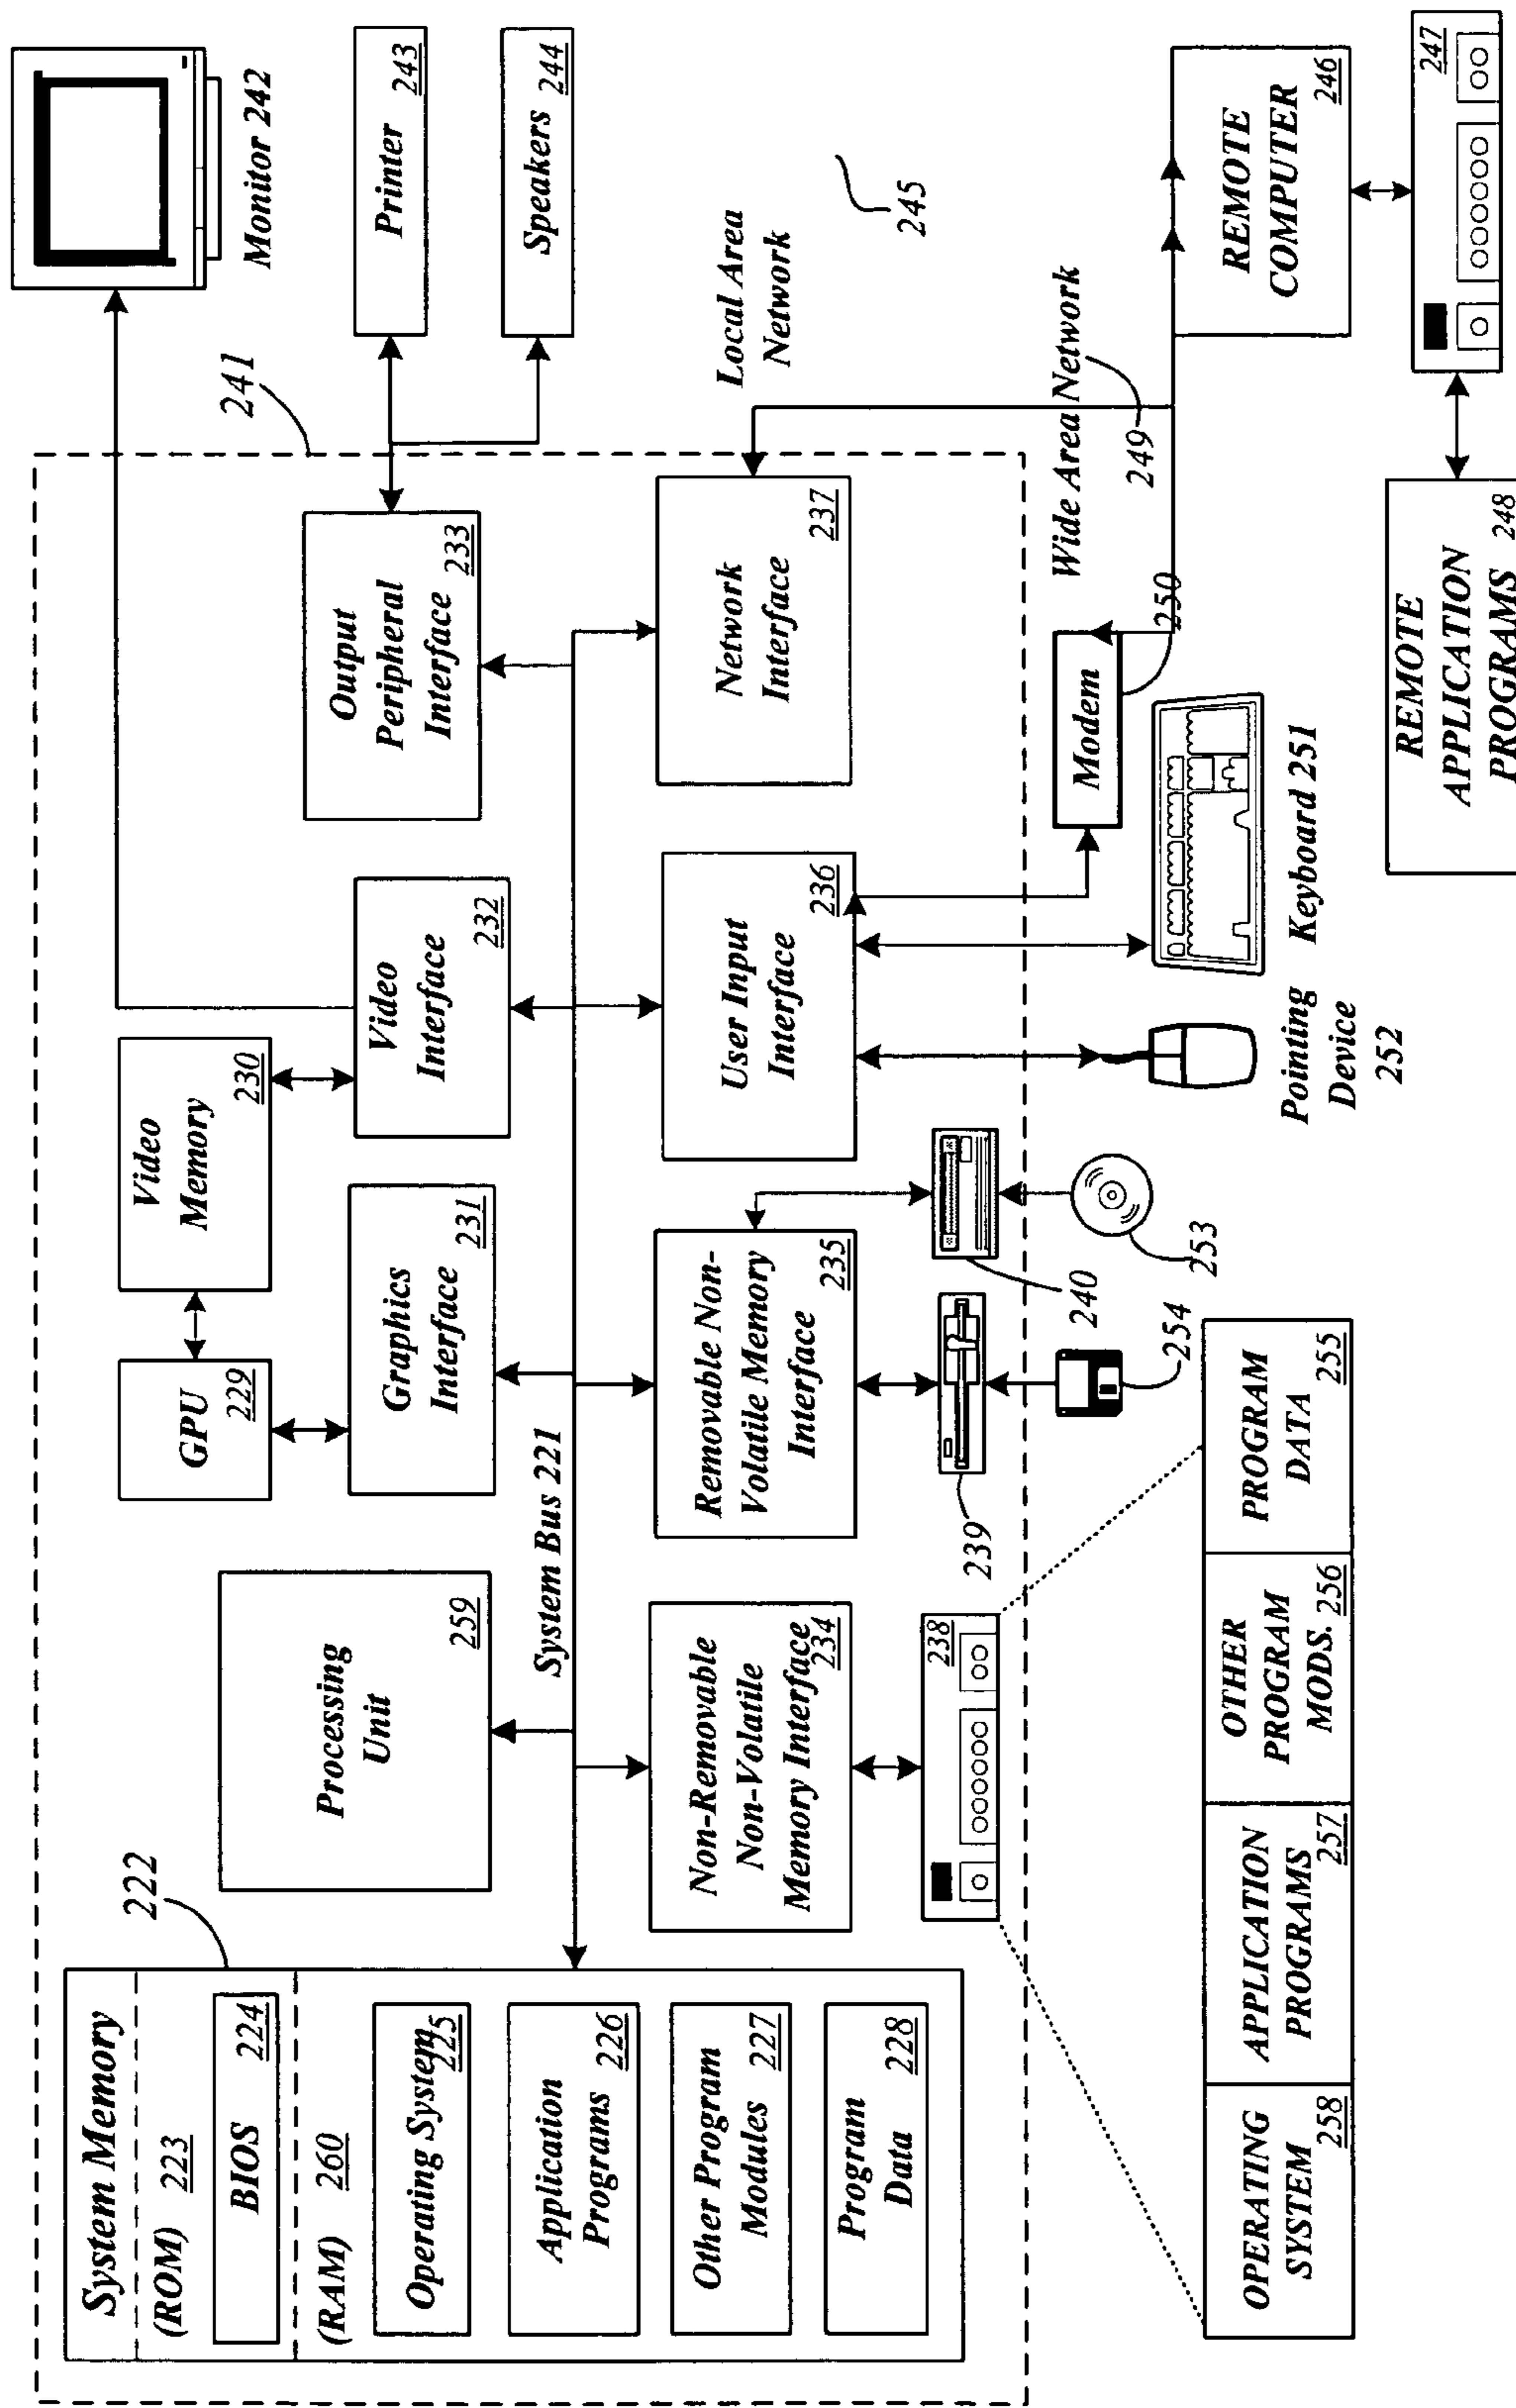 System Memory
(ROM) 223
BIOS 224
(RAM) 260
Operating System
225
Application
Programs 226
Other Program
Modules 227
Program
Data 228
222
Processing
Unit
259
GPU
229
Video
Memory
230
Graphics
Interface
231
Video
Interface
232
Output
Peripheral
Interface
233
241
Monitor 242
Printer
243
Speakers
244
System Bus 221
Non-Removable
Non-Volatile
Memory Interface
234
Removable Non-
Volatile Memory
Interface
235
User Input
Interface
236
Network
Interface
237
Local Area
Network
245
238
239
240
254
253
Modem
250
Wide Area Network
249
Pointing
Device
252
Keyboard 251
REMOTE
COMPUTER
246
247
REMOTE
APPLICATION
PROGRAMS 248
OPERATING
SYSTEM
258
APPLICATION
PROGRAMS
257
OTHER
PROGRAM
MODS. 256
PROGRAM
DATA
255